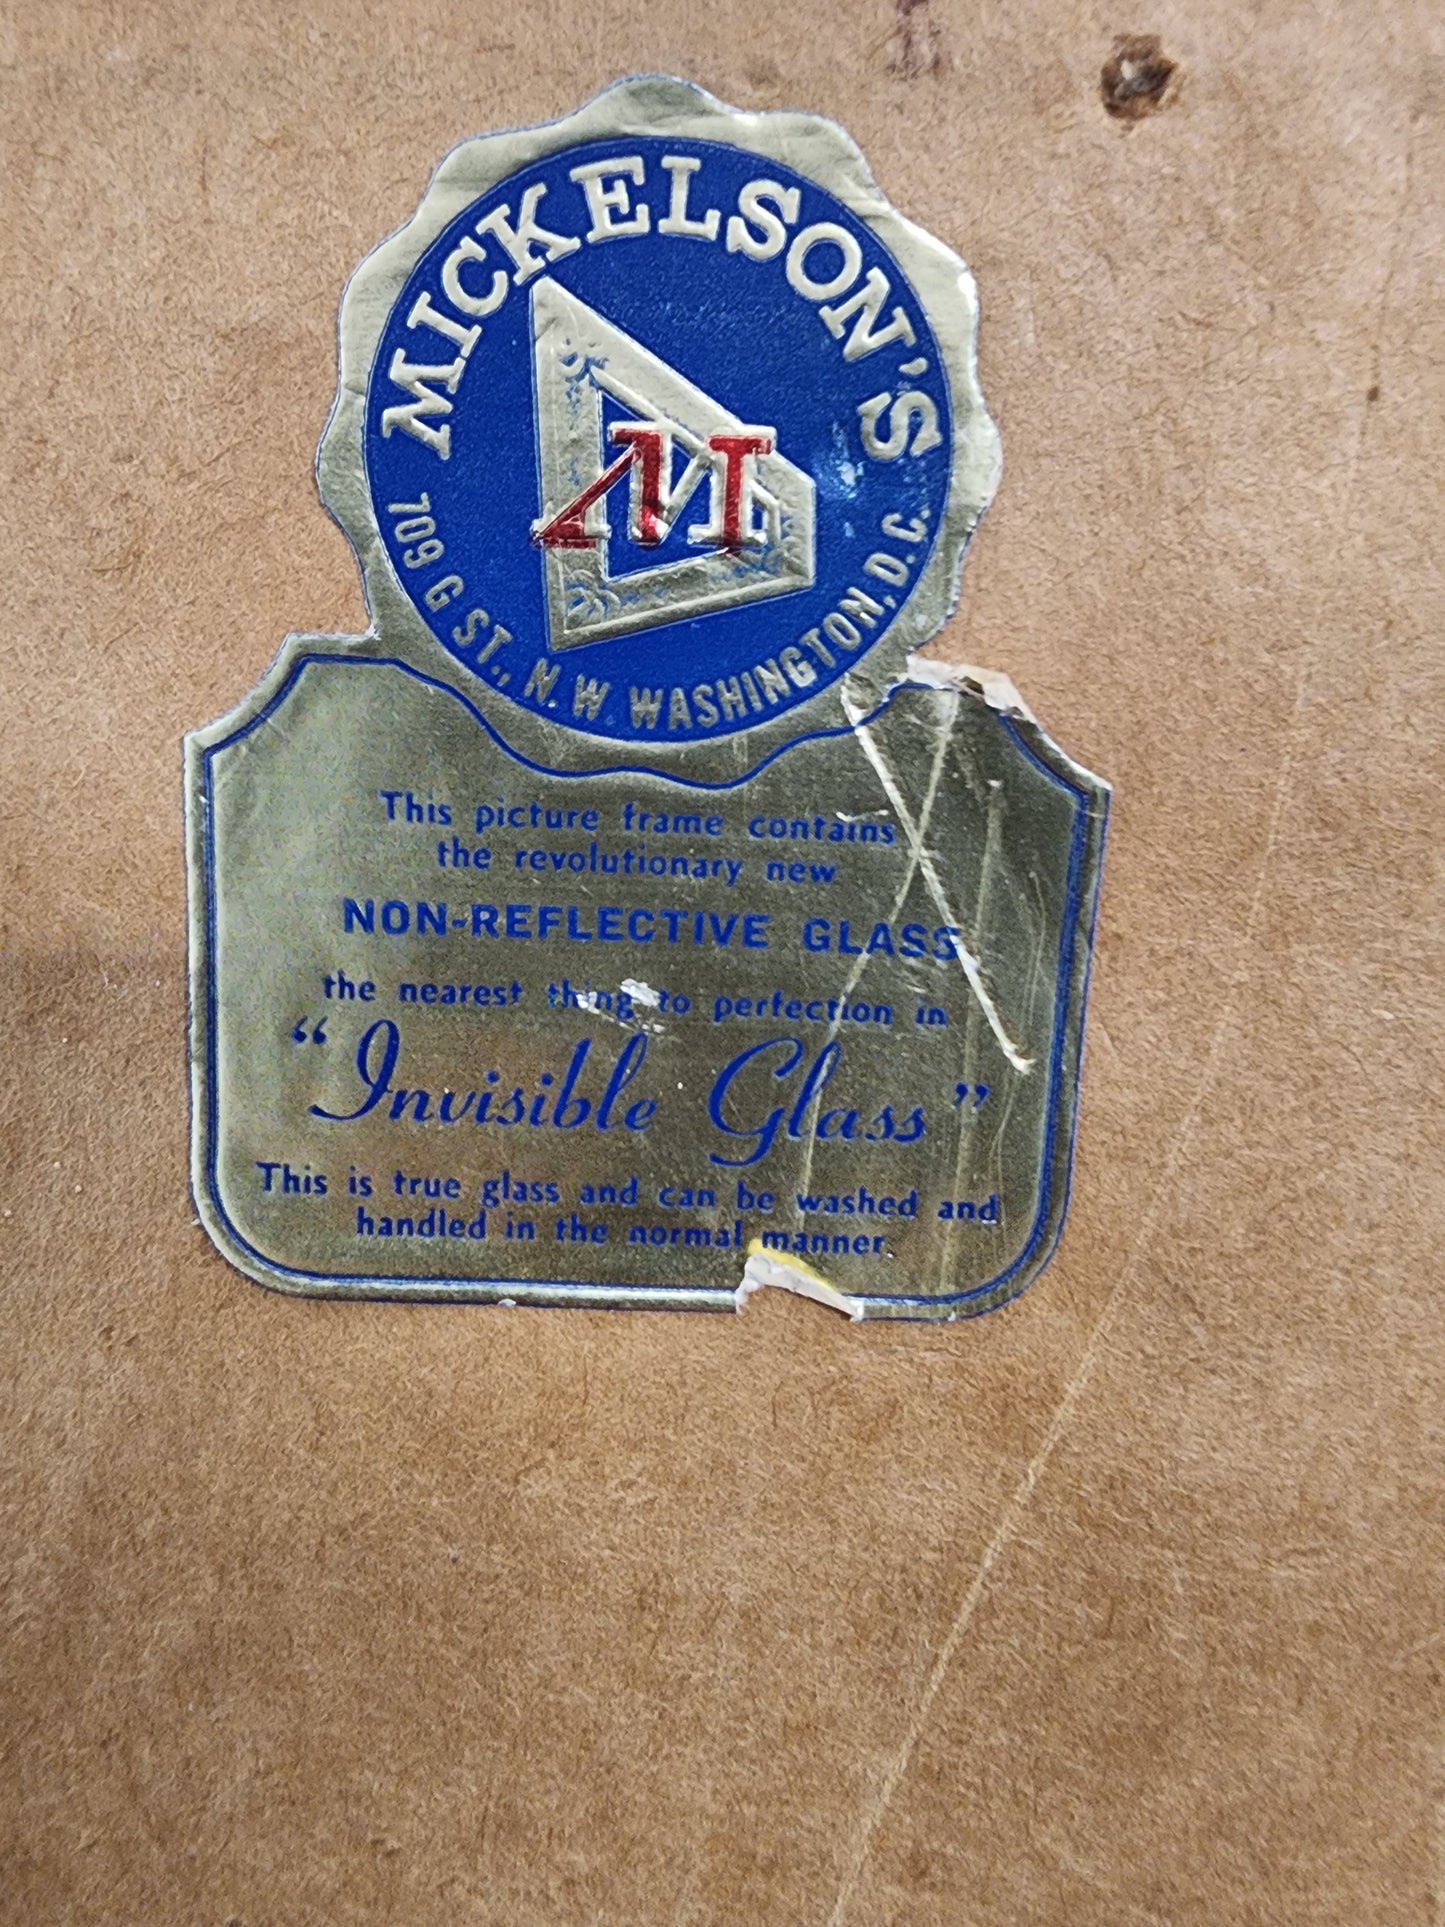 MICKELSON'S
M
709 G ST., N.W WASHINGTON, D.C.
This picture frame contains
the revolutionary new
NON-REFLECTIVE GLASS
the nearest thing to perfection in
"Invisible Glass"
This is true glass and can be washed and
handled in the normal manner.